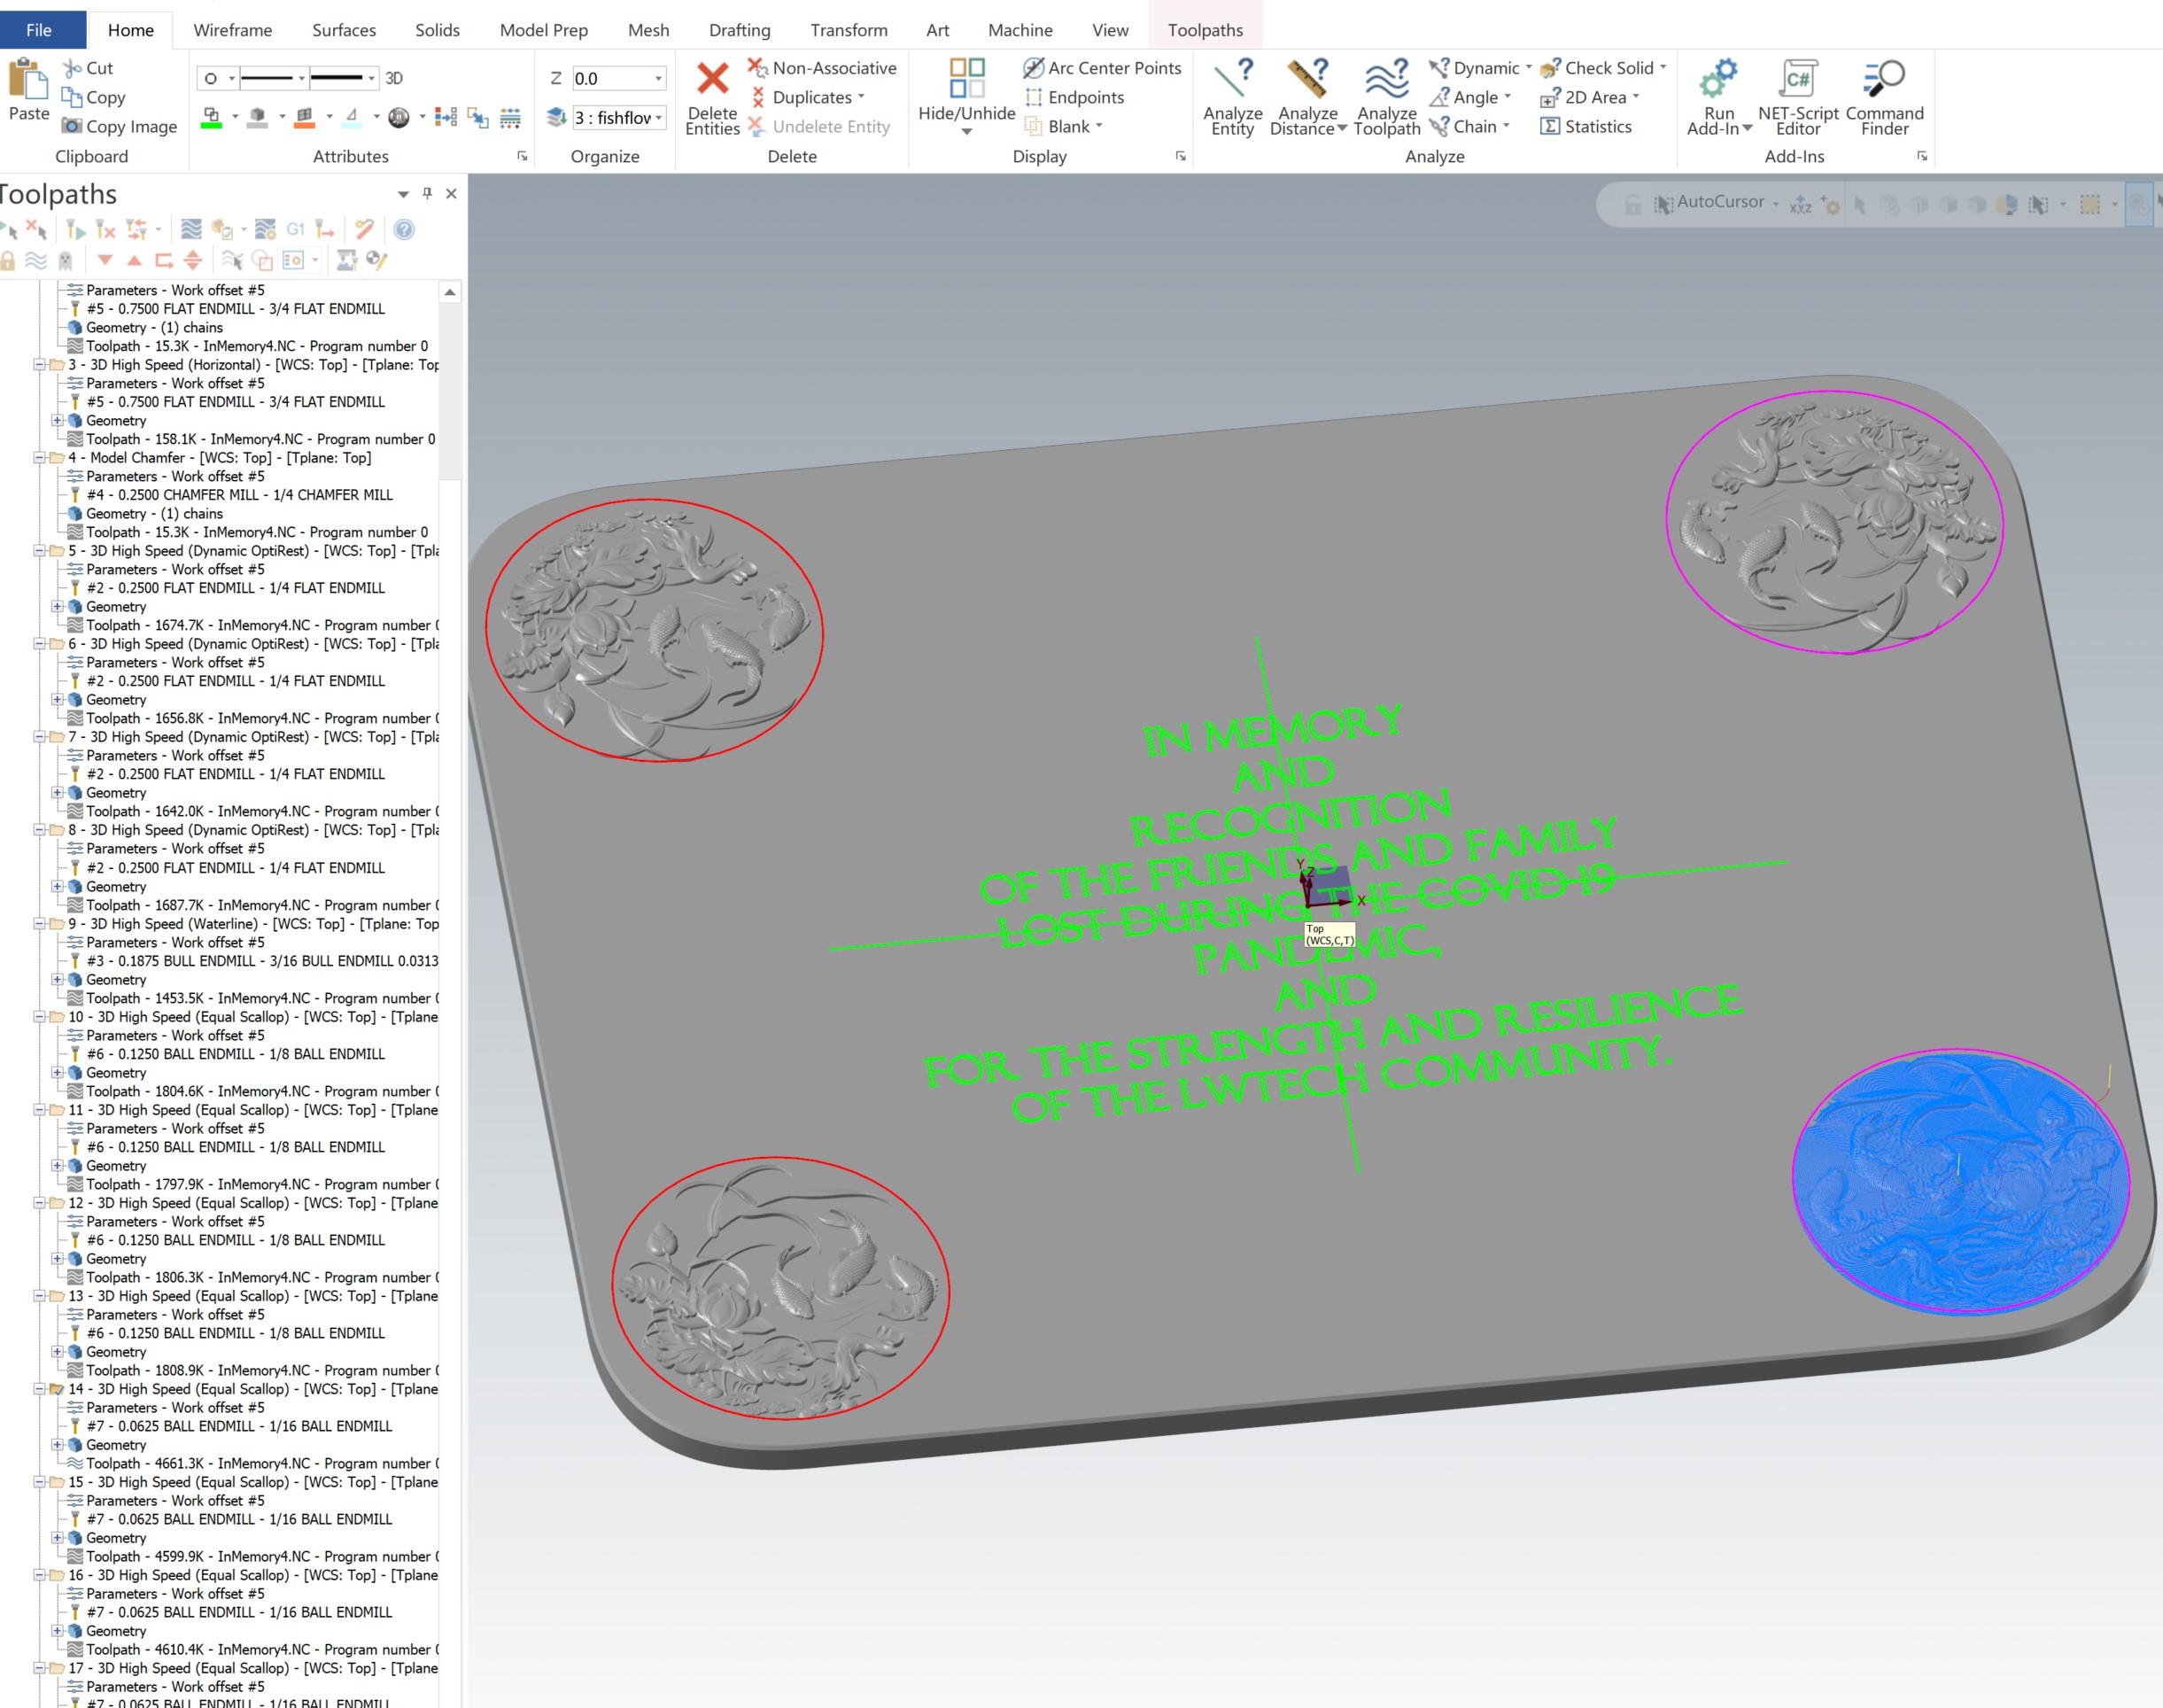 File Home Wireframe Surfaces Solids Model Prep Mesh Drafting Transform Art Machine View Toolpaths
Paste
Cut
Copy
Copy Image
Clipboard
3D
Attributes
Z 0.0
3 : fishflov
Organize
Delete Entities
Non-Associative
Duplicates
Undelete Entity
Delete
Hide/Unhide
Arc Center Points
Endpoints
Blank
Display
Analyze Entity
Analyze Distance
Analyze Toolpath
Dynamic
Angle
Chain
Check Solid
2D Area
Statistics
Analyze
Run Add-In
C#
NET-Script Editor
Command Finder
Add-Ins
Toolpaths
G1
AutoCursor
XYZ
Parameters - Work offset #5
#5 - 0.7500 FLAT ENDMILL - 3/4 FLAT ENDMILL
Geometry - (1) chains
Toolpath - 15.3K - InMemory4.NC - Program number 0
3 - 3D High Speed (Horizontal) - [WCS: Top] - [Tplane: Top
Parameters - Work offset #5
#5 - 0.7500 FLAT ENDMILL - 3/4 FLAT ENDMILL
Geometry
Toolpath - 158.1K - InMemory4.NC - Program number 0
4 - Model Chamfer - [WCS: Top] - [Tplane: Top]
Parameters - Work offset #5
#4 - 0.2500 CHAMFER MILL - 1/4 CHAMFER MILL
Geometry - (1) chains
Toolpath - 15.3K - InMemory4.NC - Program number 0
5 - 3D High Speed (Dynamic OptiRest) - [WCS: Top] - [Tpl
Parameters - Work offset #5
#2 - 0.2500 FLAT ENDMILL - 1/4 FLAT ENDMILL
Geometry
Toolpath - 1674.7K - InMemory4.NC - Program number 0
6 - 3D High Speed (Dynamic OptiRest) - [WCS: Top] - [Tpl
Parameters - Work offset #5
#2 - 0.2500 FLAT ENDMILL - 1/4 FLAT ENDMILL
Geometry
Toolpath - 1656.8K - InMemory4.NC - Program number 0
7 - 3D High Speed (Dynamic OptiRest) - [WCS: Top] - [Tpl
Parameters - Work offset #5
#2 - 0.2500 FLAT ENDMILL - 1/4 FLAT ENDMILL
Geometry
Toolpath - 1642.0K - InMemory4.NC - Program number 0
8 - 3D High Speed (Dynamic OptiRest) - [WCS: Top] - [Tpl
Parameters - Work offset #5
#2 - 0.2500 FLAT ENDMILL - 1/4 FLAT ENDMILL
Geometry
Toolpath - 1687.7K - InMemory4.NC - Program number 0
9 - 3D High Speed (Waterline) - [WCS: Top] - [Tplane: Top
Parameters - Work offset #5
#3 - 0.1875 BULL ENDMILL - 3/16 BULL ENDMILL 0.0313
Geometry
Toolpath - 1453.5K - InMemory4.NC - Program number 0
10 - 3D High Speed (Equal Scallop) - [WCS: Top] - [Tplane
Parameters - Work offset #5
#6 - 0.1250 BALL ENDMILL - 1/8 BALL ENDMILL
Geometry
Toolpath - 1804.6K - InMemory4.NC - Program number 0
11 - 3D High Speed (Equal Scallop) - [WCS: Top] - [Tplane
Parameters - Work offset #5
#6 - 0.1250 BALL ENDMILL - 1/8 BALL ENDMILL
Geometry
Toolpath - 1797.9K - InMemory4.NC - Program number 0
12 - 3D High Speed (Equal Scallop) - [WCS: Top] - [Tplane
Parameters - Work offset #5
#6 - 0.1250 BALL ENDMILL - 1/8 BALL ENDMILL
Geometry
Toolpath - 1806.3K - InMemory4.NC - Program number 0
13 - 3D High Speed (Equal Scallop) - [WCS: Top] - [Tplane
Parameters - Work offset #5
#6 - 0.1250 BALL ENDMILL - 1/8 BALL ENDMILL
Geometry
Toolpath - 1808.9K - InMemory4.NC - Program number 0
14 - 3D High Speed (Equal Scallop) - [WCS: Top] - [Tplane
Parameters - Work offset #5
#7 - 0.0625 BALL ENDMILL - 1/16 BALL ENDMILL
Geometry
Toolpath - 4661.3K - InMemory4.NC - Program number 0
15 - 3D High Speed (Equal Scallop) - [WCS: Top] - [Tplane
Parameters - Work offset #5
#7 - 0.0625 BALL ENDMILL - 1/16 BALL ENDMILL
Geometry
Toolpath - 4599.9K - InMemory4.NC - Program number 0
16 - 3D High Speed (Equal Scallop) - [WCS: Top] - [Tplane
Parameters - Work offset #5
#7 - 0.0625 BALL ENDMILL - 1/16 BALL ENDMILL
Geometry
Toolpath - 4610.4K - InMemory4.NC - Program number 0
17 - 3D High Speed (Equal Scallop) - [WCS: Top] - [Tplane
Parameters - Work offset #5
#7 - 0.0625 BALL ENDMILL - 1/16 BALL ENDMILL
IN MEMORY
AND
RECOGNITION
OF THE FRIENDS AND FAMILY
LOST DURING THE COVID-19
PANDEMIC,
AND
FOR THE STRENGTH AND RESILIENCE
OF THE LWTECH COMMUNITY.
Y
Z
X
Top
(WCS,C,T)